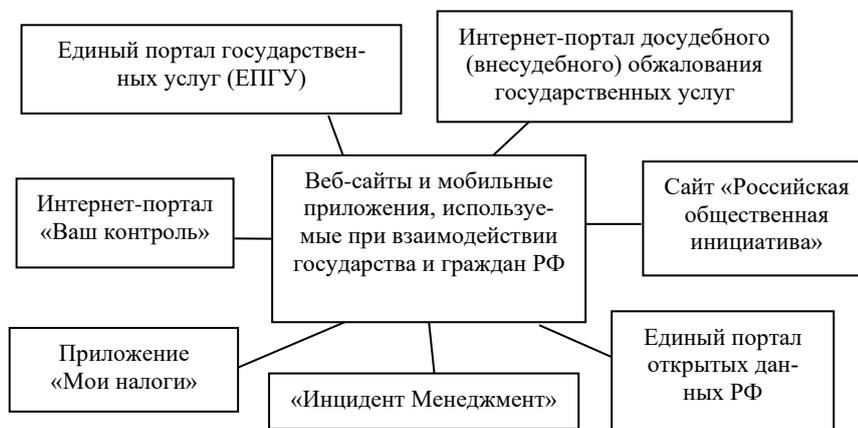 Единый портал государствен-
ных услуг (ЕПГУ)
Интернет-портал досудебного
(внесудебного) обжалования
государственных услуг
Веб-сайты и мобильные
приложения, используе-
мые при взаимодействии
государства и граждан РФ
Интернет-портал
«Ваш контроль»
Сайт «Российская
общественная
инициатива»
Приложение
«Мои налоги»
«Инцидент Менеджмент»
Единый портал
открытых дан-
ных РФ